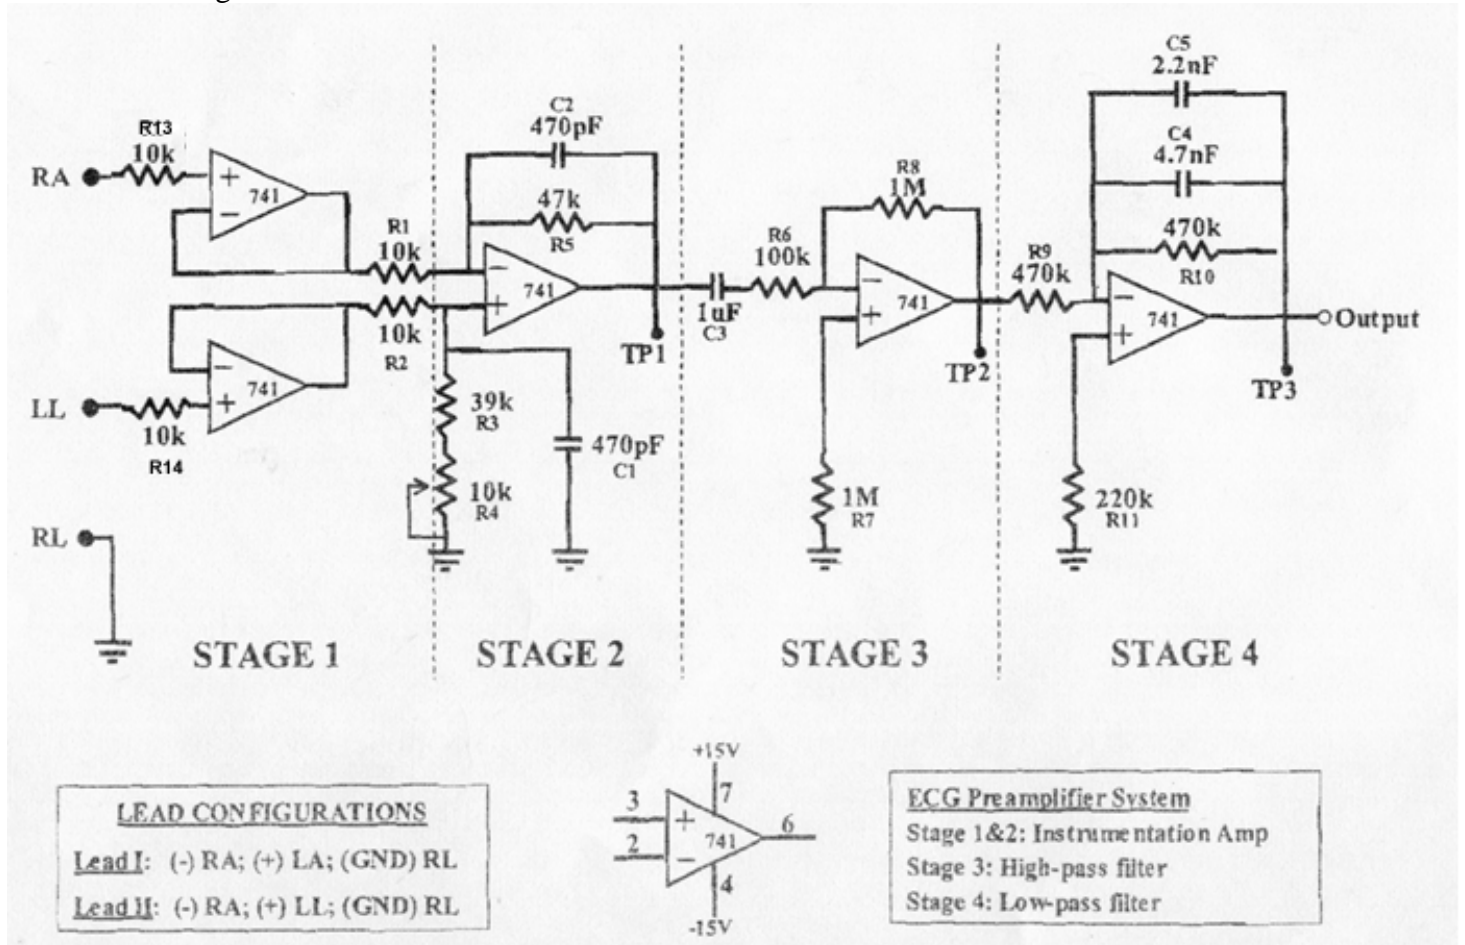 R13
10k
RA
+
741
−
R1
10k
−
741
+
LL
10k
R14
10k
R2
RL
STAGE 1
C2
470pF
47k
R5
−
741
+
TP1
39k
R3
10k
R4
470pF
C1
STAGE 2
1uF
C3
R6
100k
R8
1M
−
741
+
TP2
1M
R7
STAGE 3
C5
2.2nF
C4
4.7nF
470k
R10
R9
470k
−
741
+
Output
TP3
220k
R11
STAGE 4
LEAD CONFIGURATIONS
Lead I: (-) RA; (+) LA; (GND) RL
Lead II: (-) RA; (+) LL; (GND) RL
+15V
3
7
+
741
6
2
−
4
-15V
ECG Preamplifier System
Stage 1&2: Instrumentation Amp
Stage 3: High-pass filter
Stage 4: Low-pass filter